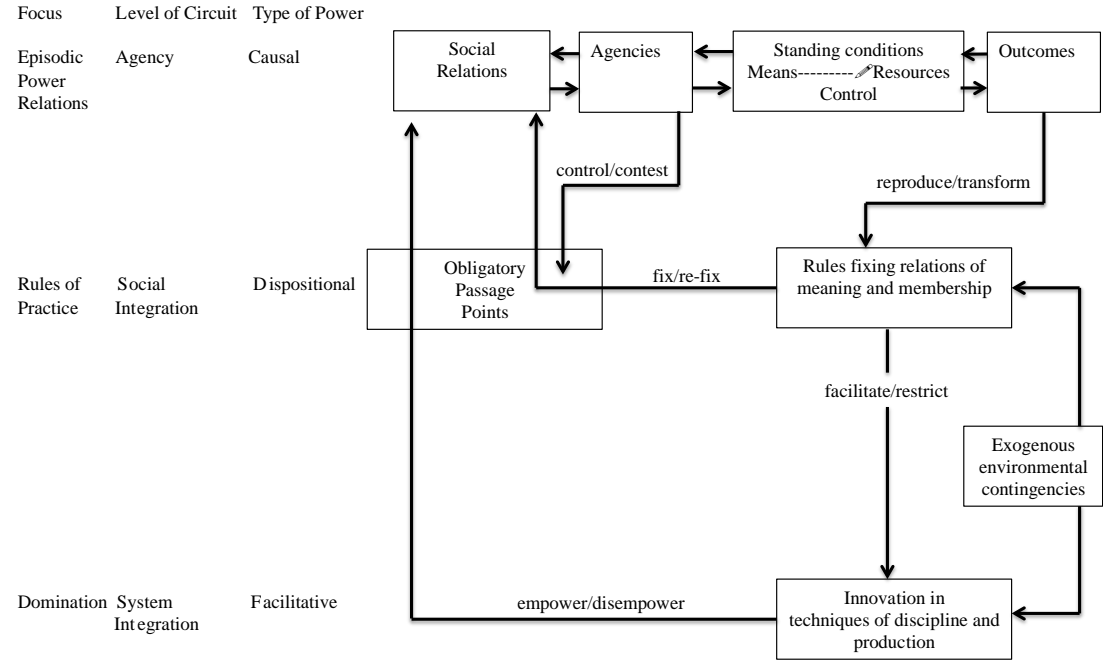 Focus Level of Circuit Type of Power
Episodic Agency Causal
Power
Relations
Social
Relations
Agencies
Standing conditions
Means---------✐Resources
Control
Outcomes
control/contest
reproduce/transform
Rules of Social Dispositional
Practice Integration
Obligatory
Passage
Points
fix/re-fix
Rules fixing relations of
meaning and membership
facilitate/restrict
Exogenous
environmental
contingencies
Domination System Facilitative
Integration
empower/disempower
Innovation in
techniques of discipline and
production